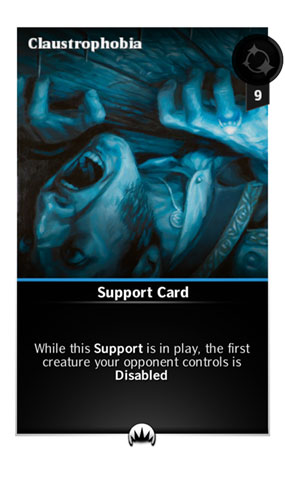 Claustrophobia
9
Support Card
While this Support is in play, the first
creature your opponent controls is
Disabled